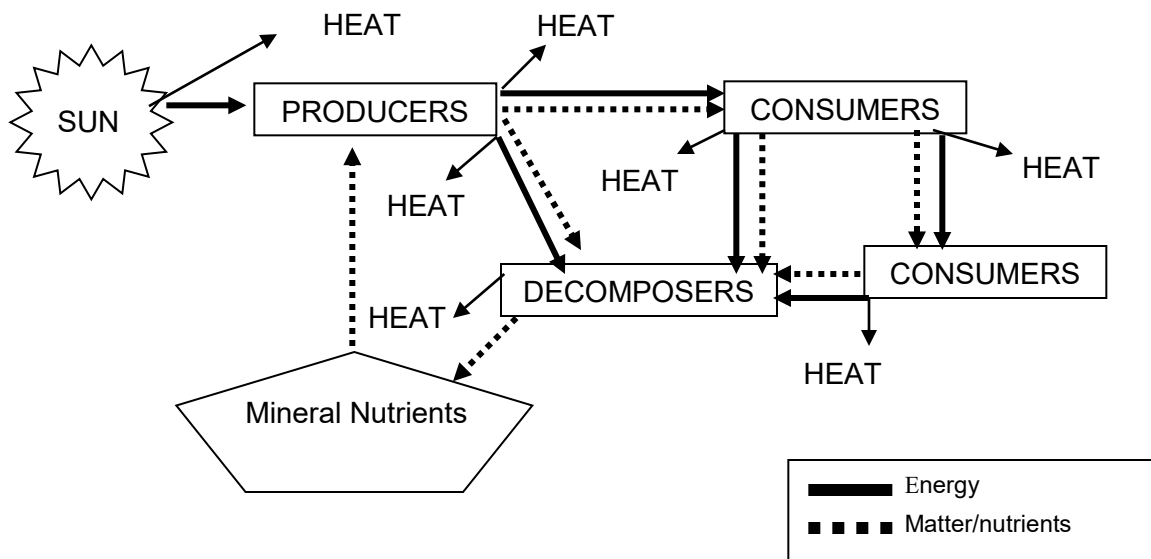 HEAT
HEAT
SUN
PRODUCERS
CONSUMERS
HEAT
HEAT
HEAT
DECOMPOSERS
CONSUMERS
HEAT
HEAT
Mineral Nutrients
Energy
Matter/nutrients